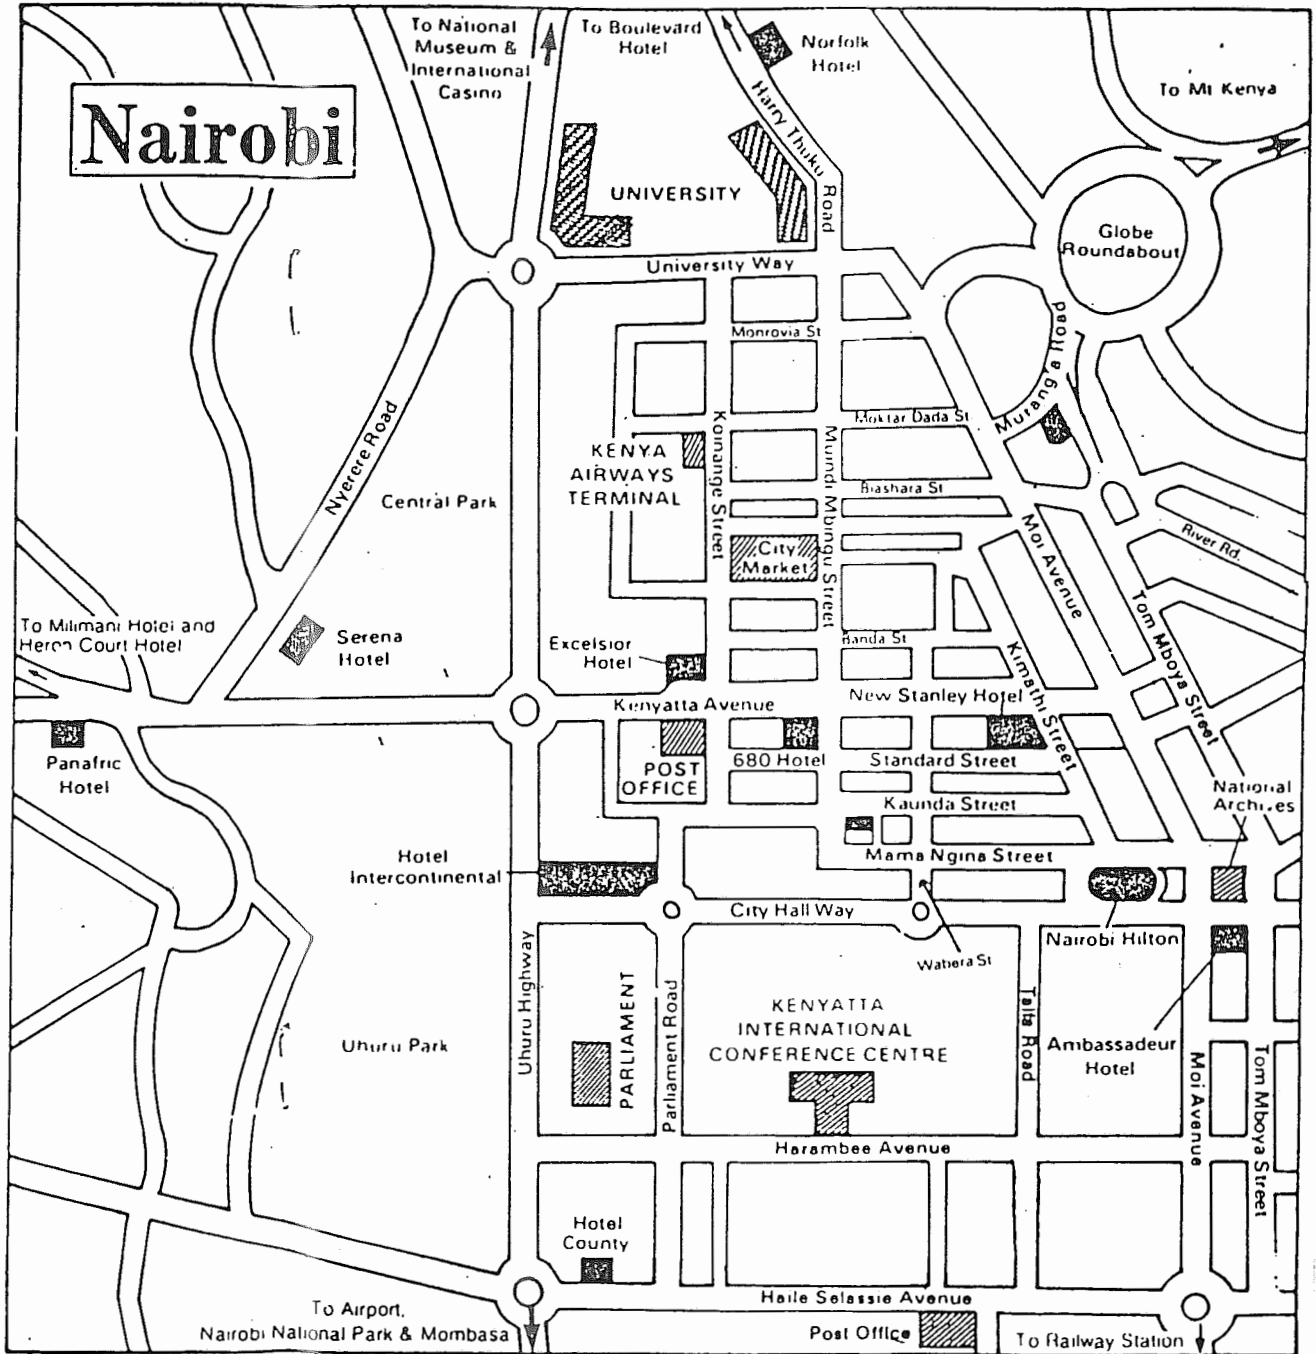 Nairobi
To National
Museum &
International
Casino
To Boulevard
Hotel
Norfolk
Hotel
To Mt Kenya
Harry Thuku
Road
UNIVERSITY
Globe
Roundabout
University Way
Monrovia St
Murang'a Road
Moktar Dada St
Nyerere Road
Central Park
KENYA
AIRWAYS
TERMINAL
Koinange Street
Muindi Mbingu Street
Biashara St
City
Market
Moi Avenue
River Rd.
Tom Mboya Street
To Milimani Hotel and
Heron Court Hotel
Serena
Hotel
Excelsior
Hotel
Banda St
Kimathi Street
Kenyatta Avenue
New Stanley Hotel
Panafric
Hotel
POST
OFFICE
680 Hotel
Standard Street
National
Archives
Kaunda Street
Hotel
Intercontinental
Mama Ngina Street
City Hall Way
Nairobi Hilton
Wabera St
Uhuru Highway
PARLIAMENT
Parliament Road
KENYATTA
INTERNATIONAL
CONFERENCE CENTRE
Taifa Road
Ambassadeur
Hotel
Uhuru Park
Moi Avenue
Tom Mboya Street
Harambee Avenue
Hotel
County
Haile Selassie Avenue
To Airport,
Nairobi National Park & Mombasa
Post Office
To Railway Station